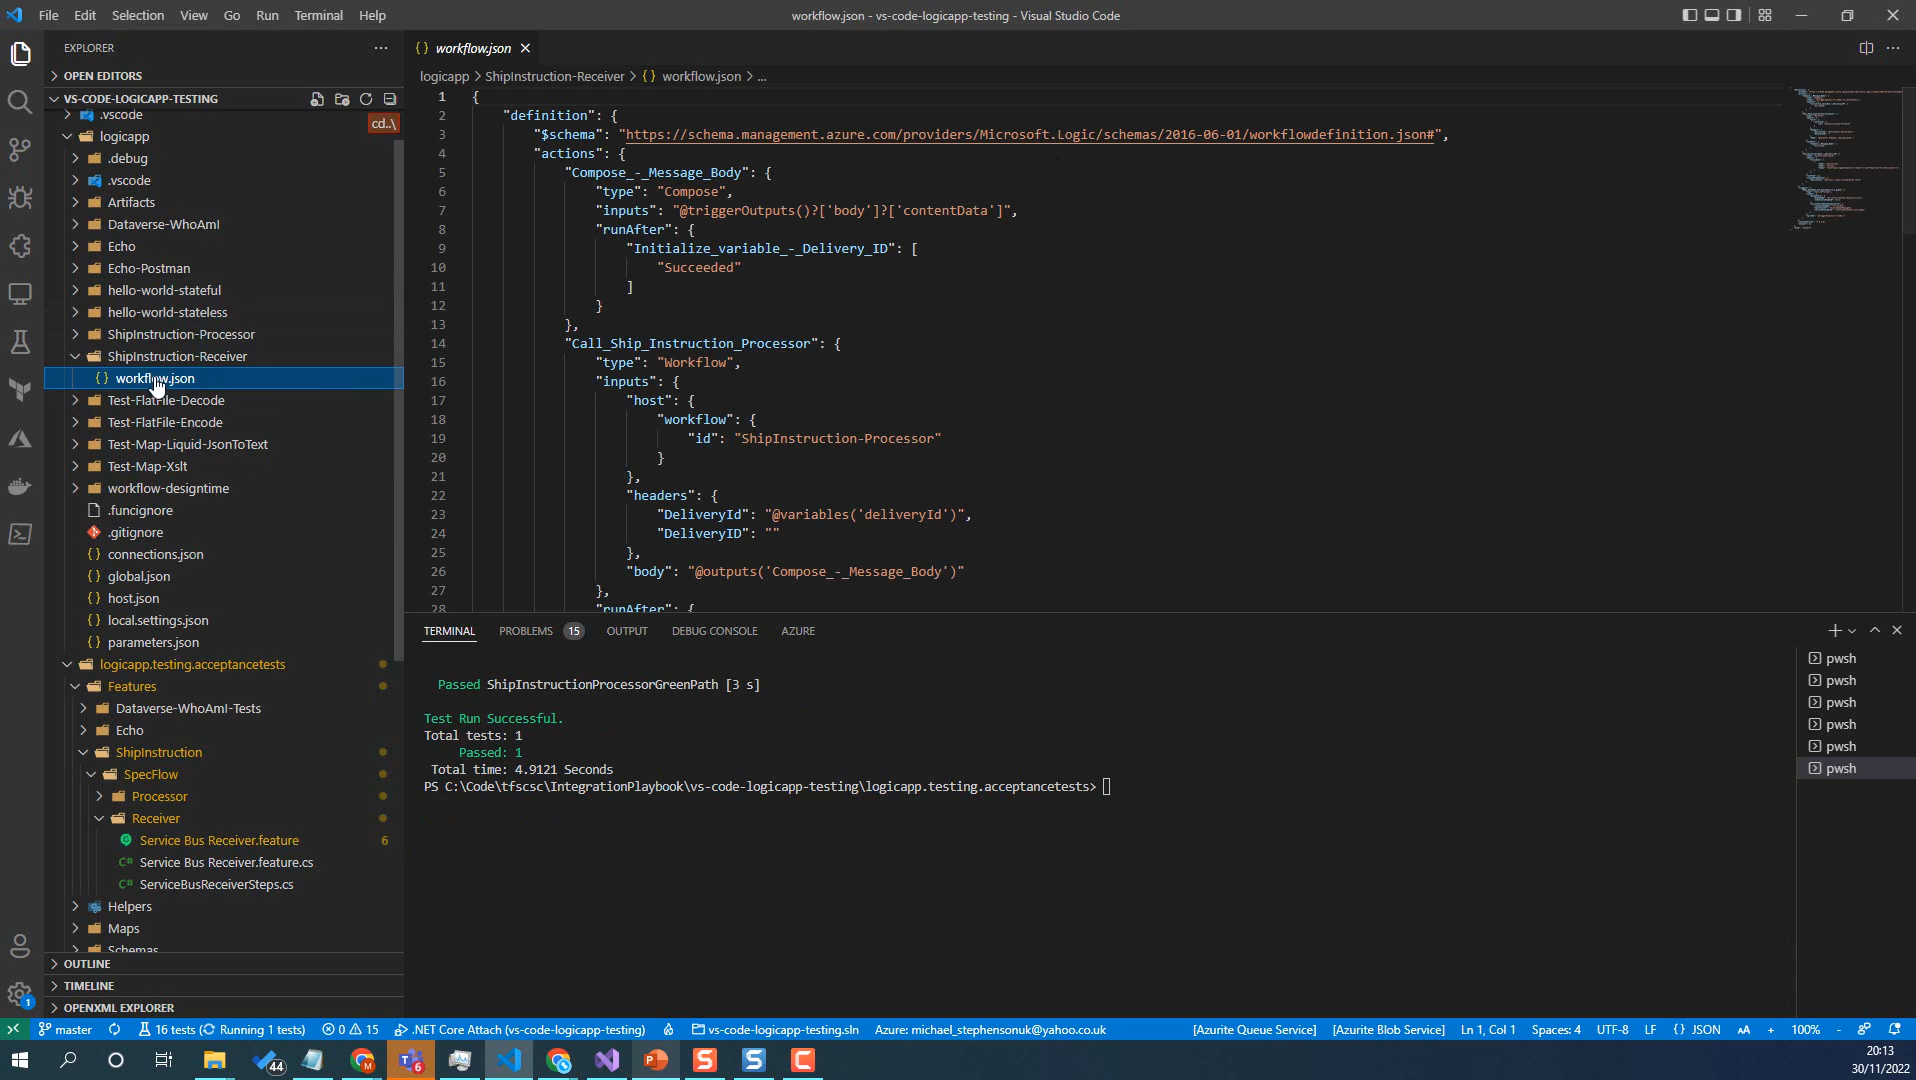 File Edit Selection View Go Run Terminal Help
workflow.json - vs-code-logicapp-testing - Visual Studio Code
EXPLORER
OPEN EDITORS
VS-CODE-LOGICAPP-TESTING
.vscode
cd..\
logicapp
.debug
.vscode
Artifacts
Dataverse-WhoAmI
Echo
Echo-Postman
hello-world-stateful
hello-world-stateless
ShipInstruction-Processor
ShipInstruction-Receiver
workflow.json
Test-FlatFile-Decode
Test-FlatFile-Encode
Test-Map-Liquid-JsonToText
Test-Map-Xslt
workflow-designtime
.funcignore
.gitignore
connections.json
global.json
host.json
local.settings.json
parameters.json
logicapp.testing.acceptancetests
Features
Dataverse-WhoAmI-Tests
Echo
ShipInstruction
SpecFlow
Processor
Receiver
Service Bus Receiver.feature 6
Service Bus Receiver.feature.cs
ServiceBusReceiverSteps.cs
Helpers
Maps
Schemas
OUTLINE
TIMELINE
OPENXML EXPLORER
{} workflow.json
logicapp > ShipInstruction-Receiver > {} workflow.json > ...
1 {
2 "definition": {
3 "$schema": "https://schema.management.azure.com/providers/Microsoft.Logic/schemas/2016-06-01/workflowdefinition.json#",
4 "actions": {
5 "Compose_-_Message_Body": {
6 "type": "Compose",
7 "inputs": "@triggerOutputs()?['body']?['contentData']",
8 "runAfter": {
9 "Initialize_variable_-_Delivery_ID": [
10 "Succeeded"
11 ]
12 }
13 },
14 "Call_Ship_Instruction_Processor": {
15 "type": "Workflow",
16 "inputs": {
17 "host": {
18 "workflow": {
19 "id": "ShipInstruction-Processor"
20 }
21 },
22 "headers": {
23 "DeliveryId": "@variables('deliveryId')",
24 "DeliveryID": ""
25 },
26 "body": "@outputs('Compose_-_Message_Body')"
27 },
28 "runAfter": {
TERMINAL PROBLEMS 15 OUTPUT DEBUG CONSOLE AZURE
Passed ShipInstructionProcessorGreenPath [3 s]
Test Run Successful.
Total tests: 1
Passed: 1
Total time: 4.9121 Seconds
PS C:\Code\tfscsc\IntegrationPlaybook\vs-code-logicapp-testing\logicapp.testing.acceptancetests>
pwsh
pwsh
pwsh
pwsh
pwsh
pwsh
1
master 16 tests (Running 1 tests) 0 15 .NET Core Attach (vs-code-logicapp-testing) vs-code-logicapp-testing.sln Azure: michael_stephensonuk@yahoo.co.uk [Azurite Queue Service] [Azurite Blob Service] Ln 1, Col 1 Spaces: 4 UTF-8 LF {} JSON AA + 100% -
44 M 6 P S S C
20:13
30/11/2022